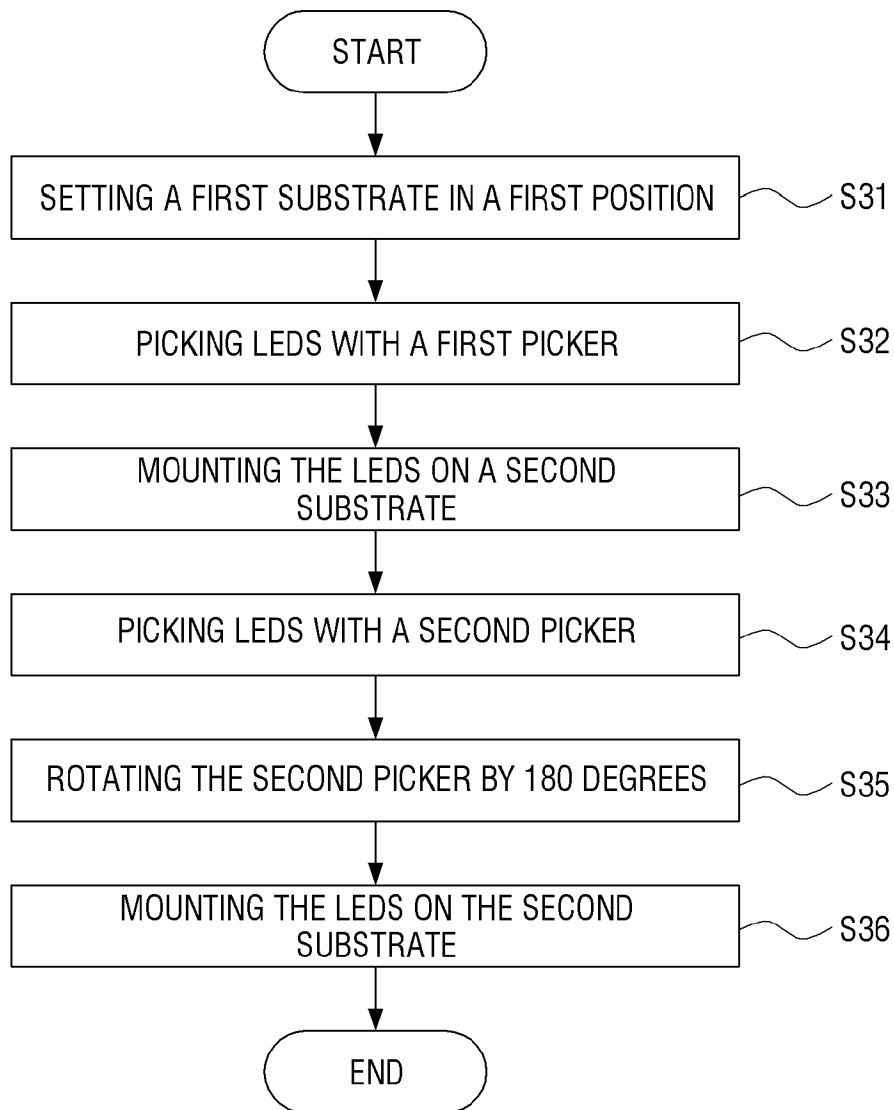 START
SETTING A FIRST SUBSTRATE IN A FIRST POSITION
S31
PICKING LEDS WITH A FIRST PICKER
S32
MOUNTING THE LEDS ON A SECOND
SUBSTRATE
S33
PICKING LEDS WITH A SECOND PICKER
S34
ROTATING THE SECOND PICKER BY 180 DEGREES
S35
MOUNTING THE LEDS ON THE SECOND
SUBSTRATE
S36
END